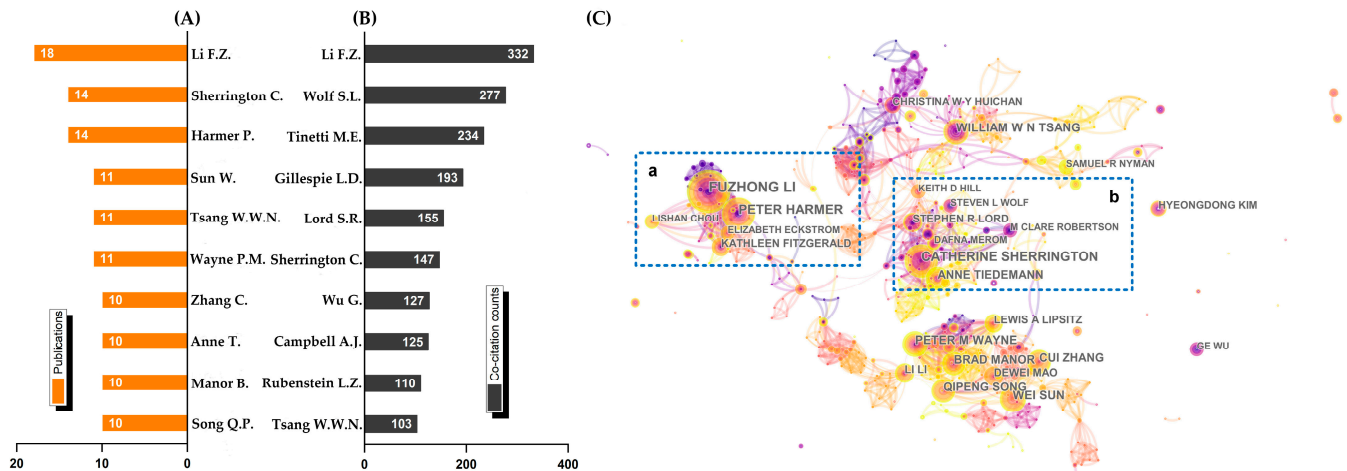 (A)
(B)
(C)
18 Li F.Z.
14 Sherrington C.
14 Harmer P.
11 Sun W.
11 Tsang W.W.N.
11 Wayne P.M.
10 Zhang C.
10 Anne T.
10 Manor B.
10 Song Q.P.
Publications
20 10 0
Li F.Z. 332
Wolf S.L. 277
Tinetti M.E. 234
Gillespie L.D. 193
Lord S.R. 155
Sherrington C. 147
Wu G. 127
Campbell A.J. 125
Rubenstein L.Z. 110
Tsang W.W.N. 103
Co-citation counts
0 200 400
CHRISTINA W Y HUICHAN
WILLIAM W N TSANG
SAMUEL R NYMAN
a
FUZHONG LI
PETER HARMER
LISHAN CHOU
ELIZABETH ECKSTROM
KATHLEEN FITZGERALD
b
KEITH D HILL
STEVEN L WOLF
STEPHEN R LORD
M CLARE ROBERTSON
DAFNA MEROM
CATHERINE SHERRINGTON
ANNE TIEDEMANN
HYEONGDONG KIM
LEWIS A LIPSITZ
PETER M WAYNE
GE WU
BRAD MANOR
CUI ZHANG
LI LI
DEWEI MAO
QIPENG SONG
WEI SUN